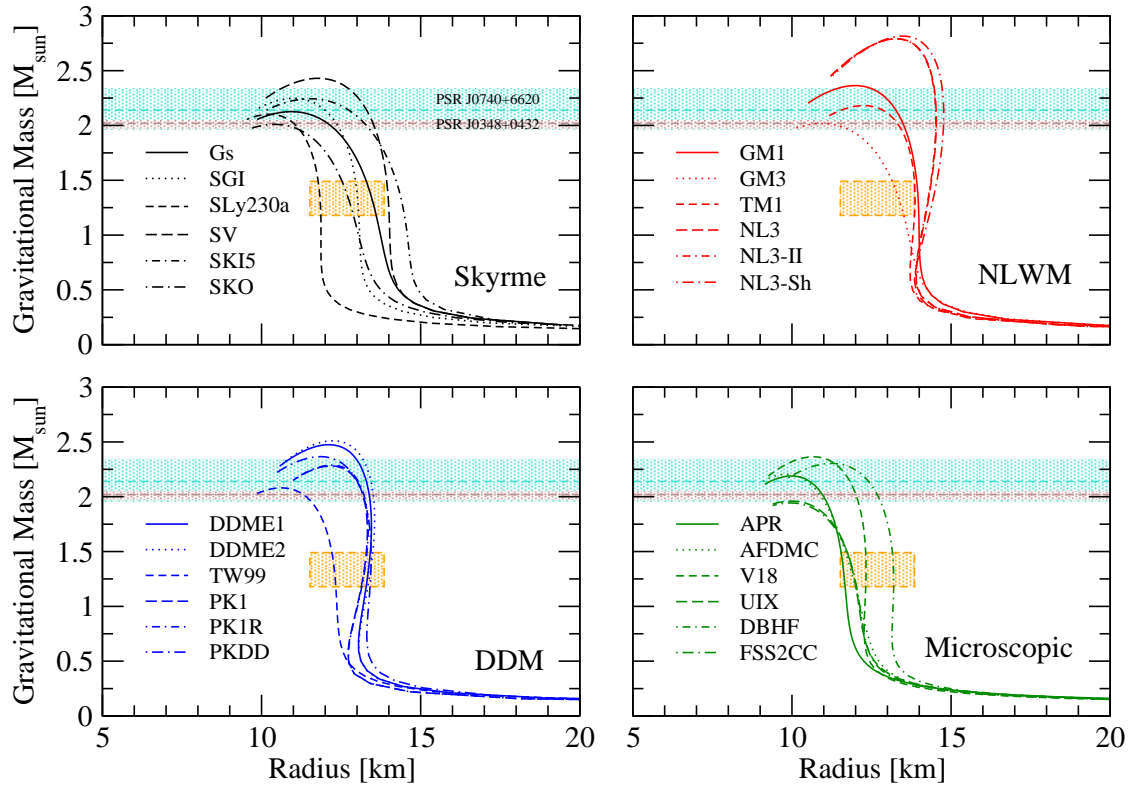 3
2.5
2
1.5
1
0.5
0
Gravitational Mass [M_sun]
PSR J0740+6620
PSR J0348+0432
Gs
SGI
SLy230a
SV
SKI5
SKO
Skyrme
GM1
GM3
TM1
NL3
NL3-II
NL3-Sh
NLWM
3
2.5
2
1.5
1
0.5
0
Gravitational Mass [M_sun]
DDME1
DDME2
TW99
PK1
PK1R
PKDD
DDM
5 10 15 20
Radius [km]
APR
AFDMC
V18
UIX
DBHF
FSS2CC
Microscopic
5 10 15 20
Radius [km]